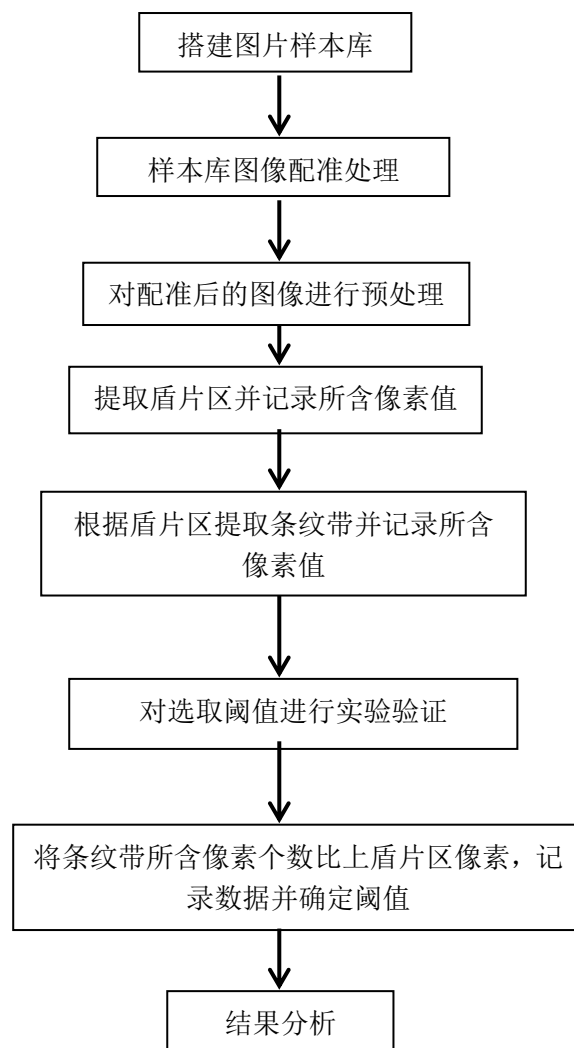 搭建图片样本库
样本库图像配准处理
对配准后的图像进行预处理
提取盾片区并记录所含像素值
根据盾片区提取条纹带并记录所含
像素值
对选取阈值进行实验验证
将条纹带所含像素个数比上盾片区像素，记
录数据并确定阈值
结果分析